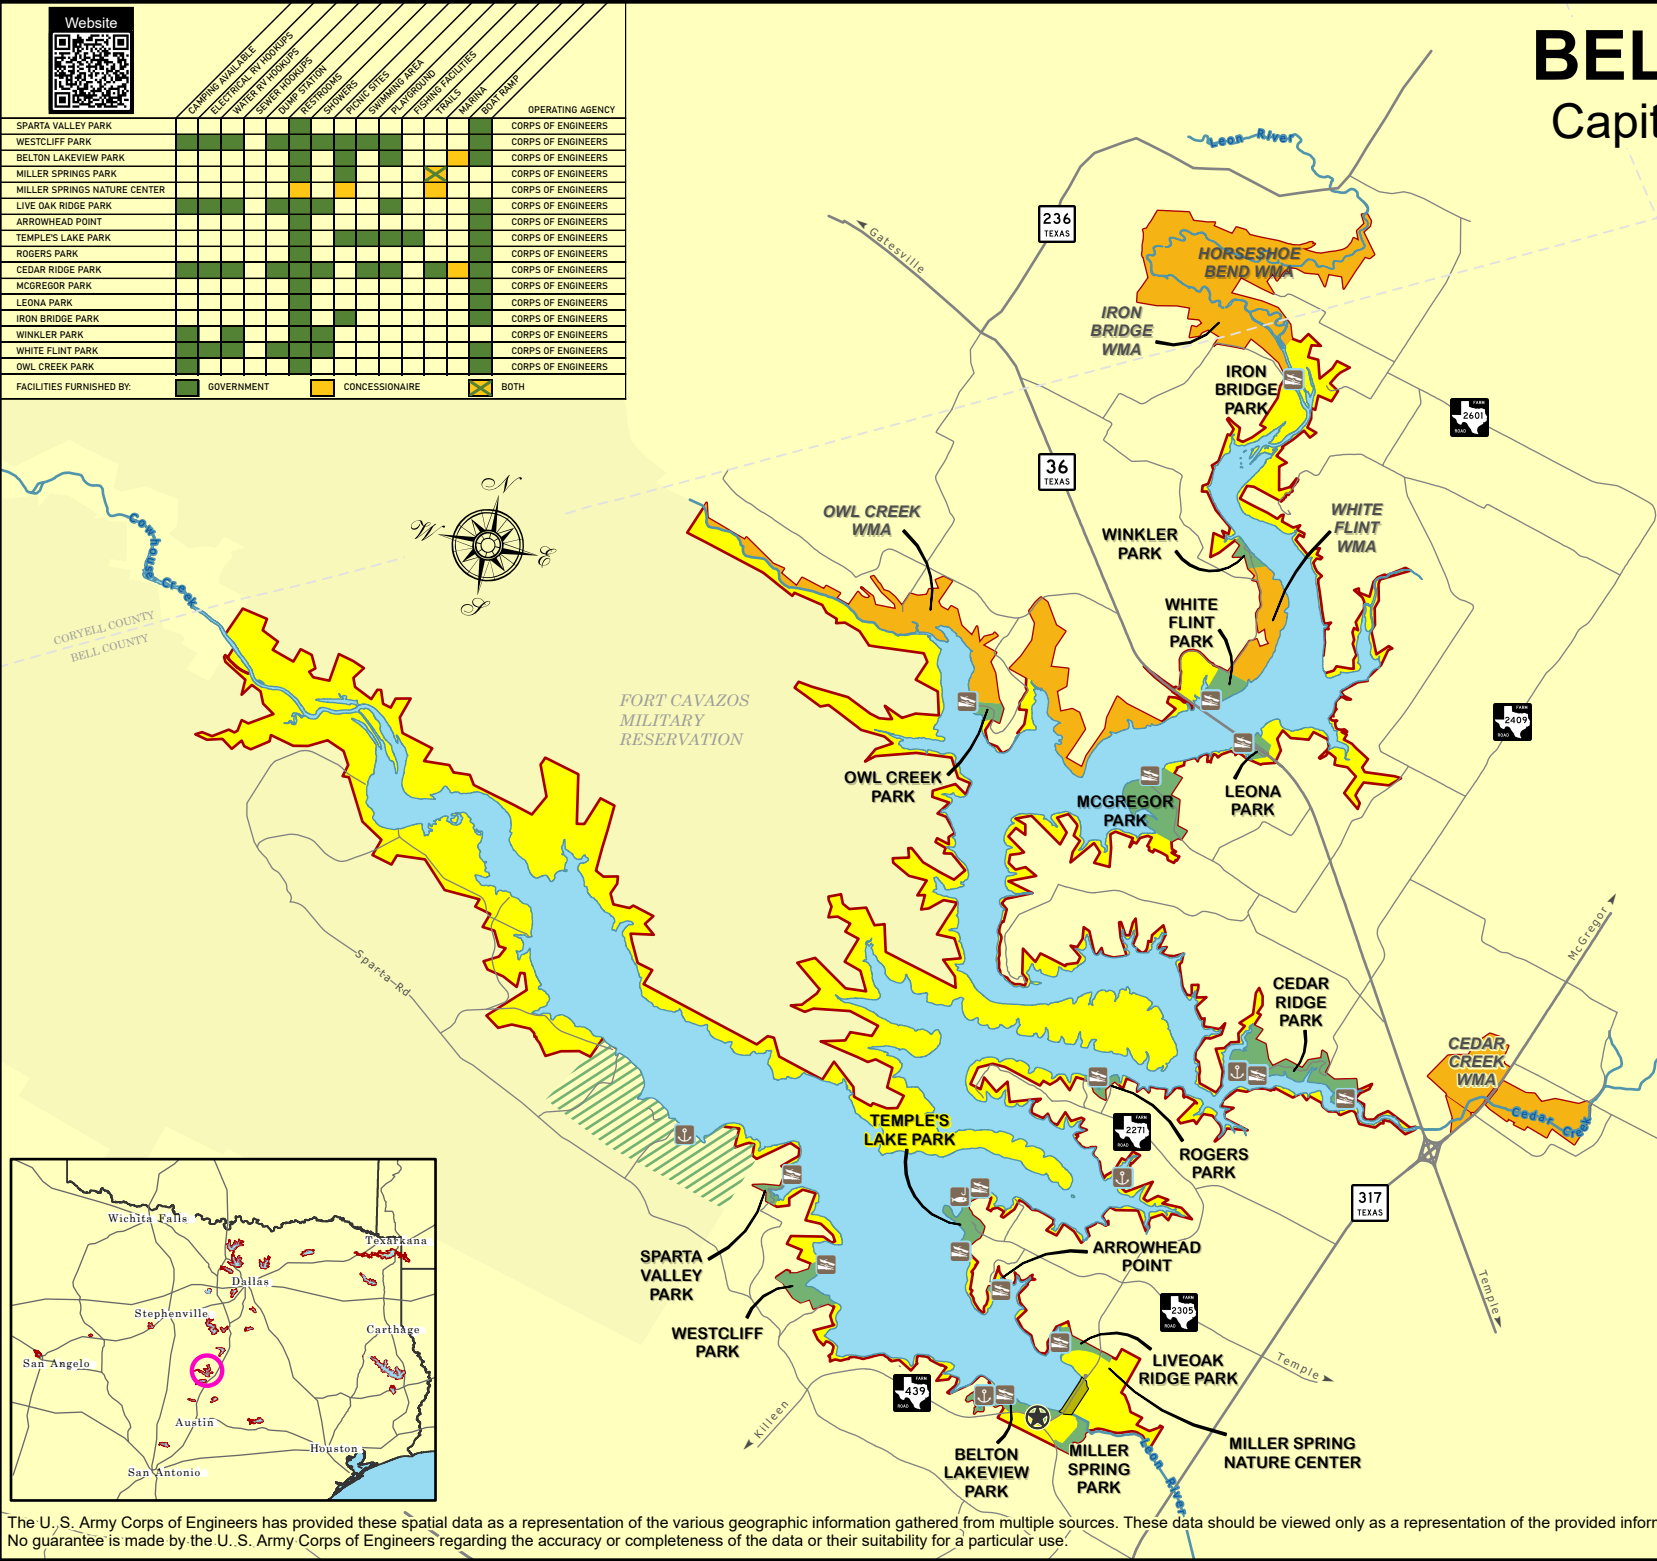 Website
BEL
Capit
CAMPING AVAILABLE
ELECTRICAL RV HOOKUPS
WATER RV HOOKUPS
SEWER HOOKUPS
DUMP STATION
RESTROOMS
SHOWERS
PICNIC SITES
SWIMMING AREA
PLAYGROUND
FISHING FACILITIES
TRAILS
MARINA
BOAT RAMP
OPERATING AGENCY
SPARTA VALLEY PARK CORPS OF ENGINEERS
WESTCLIFF PARK CORPS OF ENGINEERS
BELTON LAKEVIEW PARK CORPS OF ENGINEERS
MILLER SPRINGS PARK CORPS OF ENGINEERS
MILLER SPRINGS NATURE CENTER CORPS OF ENGINEERS
LIVE OAK RIDGE PARK CORPS OF ENGINEERS
ARROWHEAD POINT CORPS OF ENGINEERS
TEMPLE'S LAKE PARK CORPS OF ENGINEERS
ROGERS PARK CORPS OF ENGINEERS
CEDAR RIDGE PARK CORPS OF ENGINEERS
MCGREGOR PARK CORPS OF ENGINEERS
LEONA PARK CORPS OF ENGINEERS
IRON BRIDGE PARK CORPS OF ENGINEERS
WINKLER PARK CORPS OF ENGINEERS
WHITE FLINT PARK CORPS OF ENGINEERS
OWL CREEK PARK CORPS OF ENGINEERS
FACILITIES FURNISHED BY: GOVERNMENT CONCESSIONAIRE BOTH
Leon River
236
TEXAS
Gatesville
HORSESHOE
BEND WMA
IRON
BRIDGE
WMA
IRON
BRIDGE
PARK
FARM
2601
ROAD
36
TEXAS
N
W
E
S
Cowhouse Creek
OWL CREEK
WMA
WINKLER
PARK
WHITE
FLINT
WMA
WHITE
FLINT
PARK
CORYELL COUNTY
BELL COUNTY
FORT CAVAZOS
MILITARY
RESERVATION
FARM
2409
ROAD
OWL CREEK
PARK
MCGREGOR
PARK
LEONA
PARK
McGregor
Sparta Rd
CEDAR
RIDGE
PARK
CEDAR
CREEK
WMA
Cedar Creek
TEMPLE'S
LAKE PARK
FARM
2271
ROAD
ROGERS
PARK
317
TEXAS
SPARTA
VALLEY
PARK
ARROWHEAD
POINT
WESTCLIFF
PARK
FARM
2305
ROAD
Temple
LIVEOAK
RIDGE PARK
Temple
FARM
439
ROAD
Killeen
BELTON
LAKEVIEW
PARK
MILLER
SPRING
PARK
MILLER SPRING
NATURE CENTER
Leon River
Wichita Falls
Texarkana
Dallas
Stephenville
Carthage
San Angelo
Austin
Houston
San Antonio
The U. S. Army Corps of Engineers has provided these spatial data as a representation of the various geographic information gathered from multiple sources. These data should be viewed only as a representation of the provided infor
No guarantee is made by the U. S. Army Corps of Engineers regarding the accuracy or completeness of the data or their suitability for a particular use.